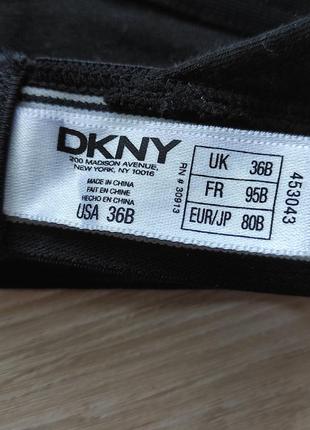 DKNY
200 MADISON AVENUE,
NEW YORK, NY 10016
MADE IN CHINA
FAIT EN CHINE
HECHO EN CHINA
USA 36B
RN # 30913
UK 36B
FR 95B
EUR/JP 80B
453043